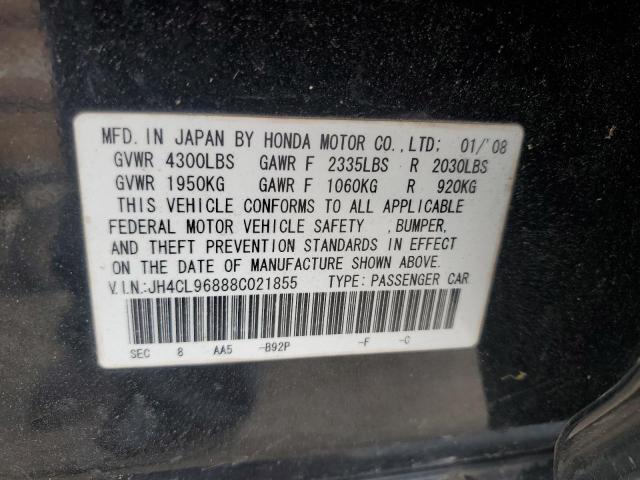 MFD. IN JAPAN BY HONDA MOTOR CO.,LTD; 01/'08
GVWR 4300LBS GAWR F 2335LBS R 2030LBS
GVWR 1950KG GAWR F 1060KG R 920KG
THIS VEHICLE CONFORMS TO ALL APPLICABLE
FEDERAL MOTOR VEHICLE SAFETY ,BUMPER,
AND THEFT PREVENTION STANDARDS IN EFFECT
ON THE DATE OF MANUFACTURE SHOWN ABOVE.
V.I.N:JH4CL96888C021855 TYPE: PASSENGER CAR
SEC 8 AA5 -B92P -F -C